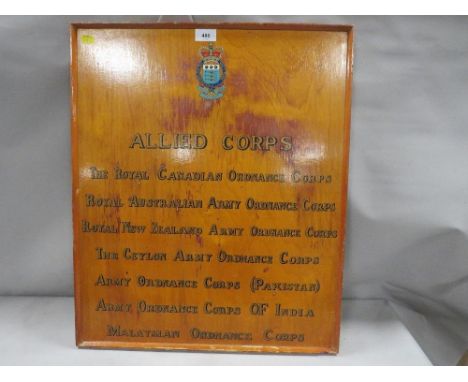 481
ALLIED CORPS
THE ROYAL CANADIAN ORDNANCE CORPS
ROYAL AUSTRALIAN ARMY ORDNANCE CORPS
ROYAL NEW ZEALAND ARMY ORDNANCE CORPS
THE CEYLON ARMY ORDNANCE CORPS
ARMY ORDNANCE CORPS (PAKISTAN)
ARMY ORDNANCE CORPS OF INDIA
MALAYSIAN ORDNANCE CORPS